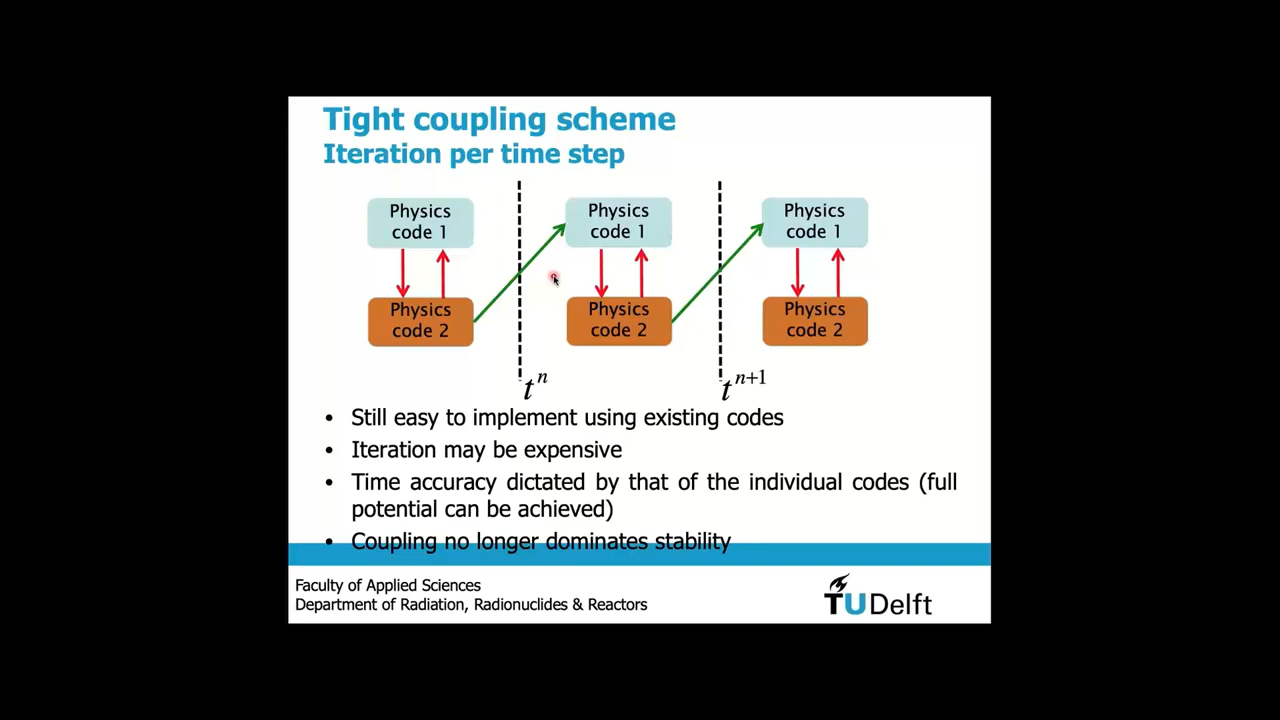 Tight coupling scheme
Iteration per time step
Physics
code 1
Physics
code 1
Physics
code 1
Physics
code 2
Physics
code 2
Physics
code 2
t^n
t^{n+1}
• Still easy to implement using existing codes
• Iteration may be expensive
• Time accuracy dictated by that of the individual codes (full
potential can be achieved)
• Coupling no longer dominates stability
Faculty of Applied Sciences
Department of Radiation, Radionuclides & Reactors
TUDelft